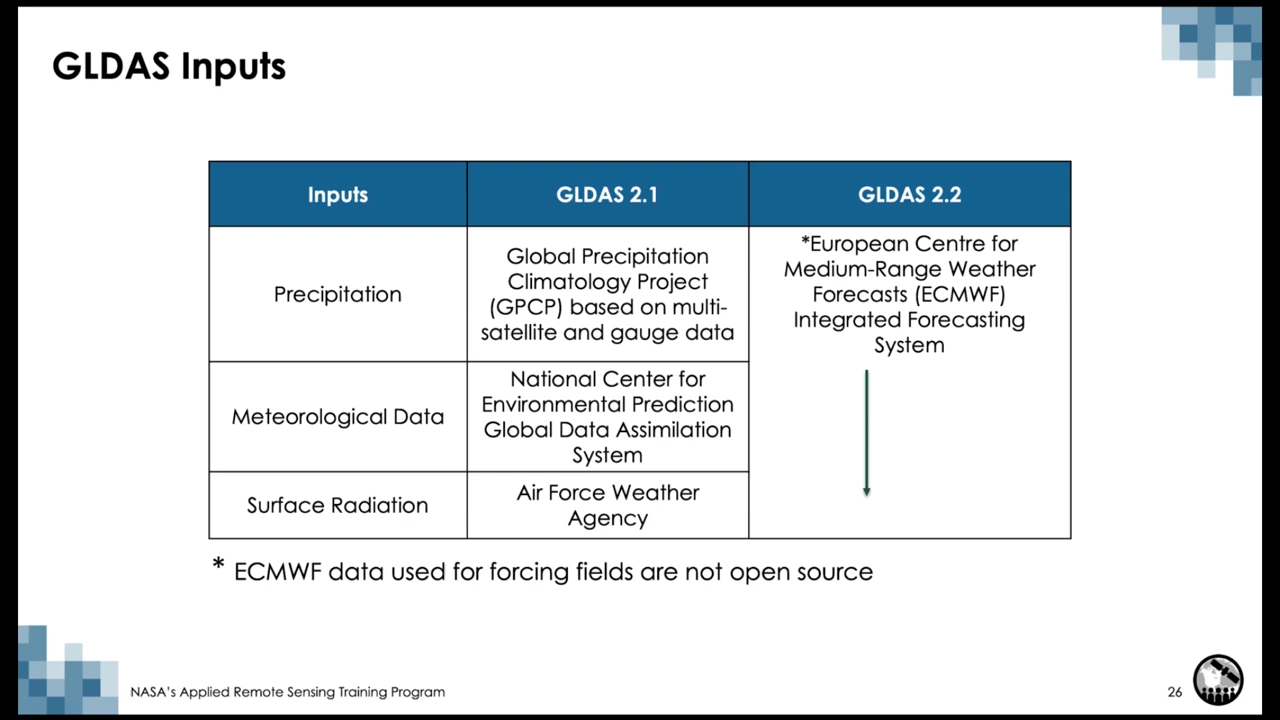 GLDAS Inputs
Inputs
GLDAS 2.1
GLDAS 2.2
Precipitation
Global Precipitation
Climatology Project
(GPCP) based on multi-
satellite and gauge data
*European Centre for
Medium-Range Weather
Forecasts (ECMWF)
Integrated Forecasting
System
Meteorological Data
National Center for
Environmental Prediction
Global Data Assimilation
System
Surface Radiation
Air Force Weather
Agency
* ECMWF data used for forcing fields are not open source
NASA's Applied Remote Sensing Training Program
26